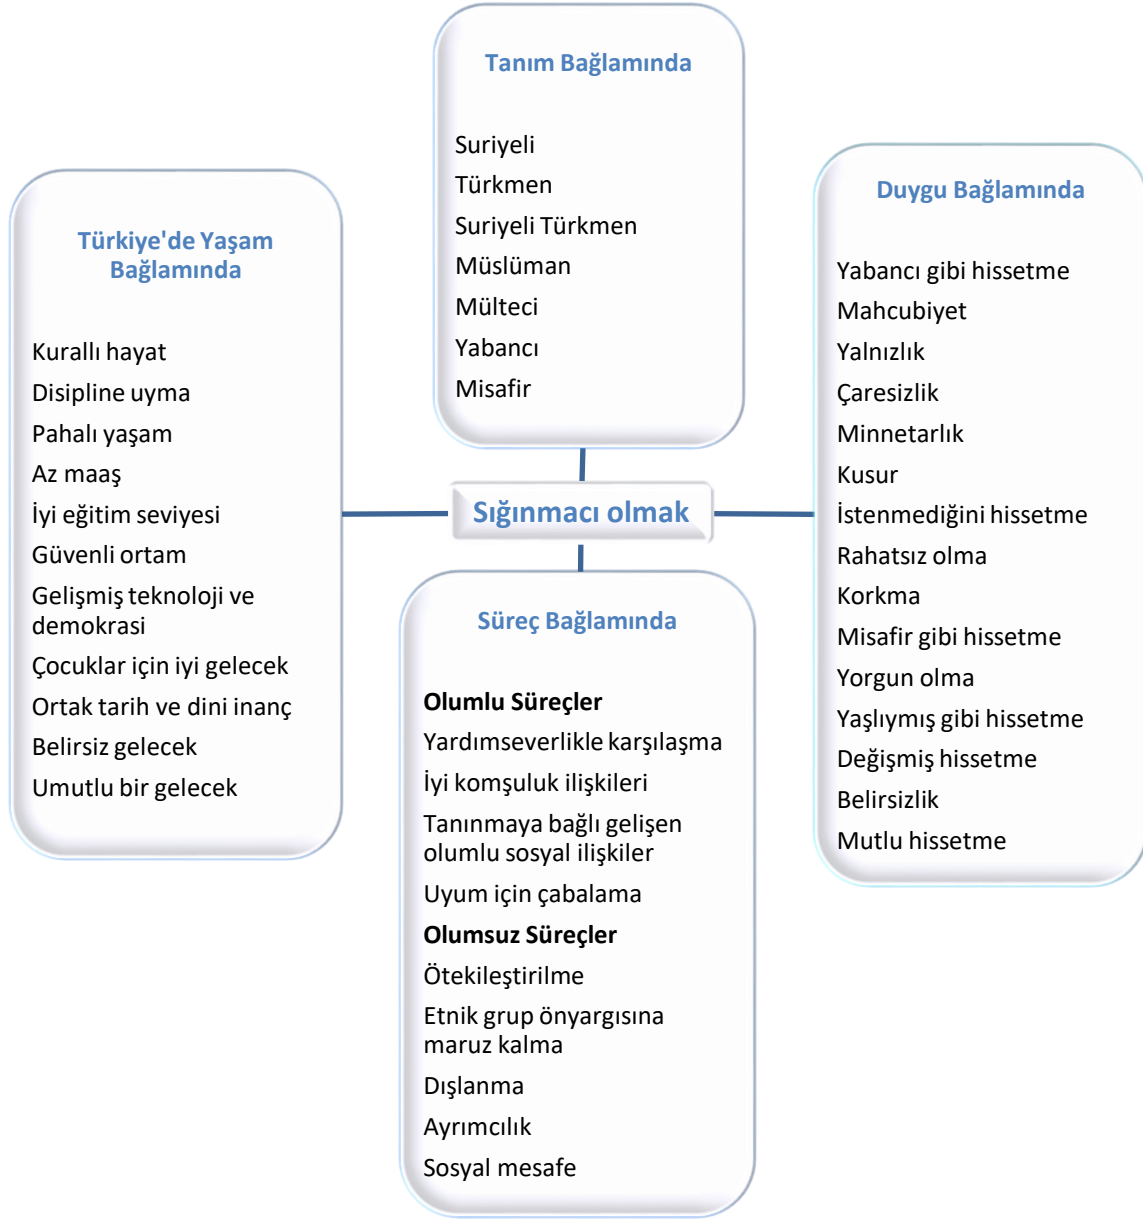 Tanım Bağlamında
Suriyeli
Türkmen
Suriyeli Türkmen
Müslüman
Mülteci
Yabancı
Misafir
Türkiye'de Yaşam
Bağlamında
Kurallı hayat
Disipline uyma
Pahalı yaşam
Az maaş
İyi eğitim seviyesi
Güvenli ortam
Gelişmiş teknoloji ve
demokrasi
Çocuklar için iyi gelecek
Ortak tarih ve dini inanç
Belirsiz gelecek
Umutlu bir gelecek
Sığınmacı olmak
Duygu Bağlamında
Yabancı gibi hissetme
Mahcubiyet
Yalnızlık
Çaresizlik
Minnetarlık
Kusur
İstenmediğini hissetme
Rahatsız olma
Korkma
Misafir gibi hissetme
Yorgun olma
Yaşlıymış gibi hissetme
Değişmiş hissetme
Belirsizlik
Mutlu hissetme
Süreç Bağlamında
Olumlu Süreçler
Yardımseverlikle karşılaşma
İyi komşuluk ilişkileri
Tanınmaya bağlı gelişen
olumlu sosyal ilişkiler
Uyum için çabalama
Olumsuz Süreçler
Ötekileştirilme
Etnik grup önyargısına
maruz kalma
Dışlanma
Ayrımcılık
Sosyal mesafe